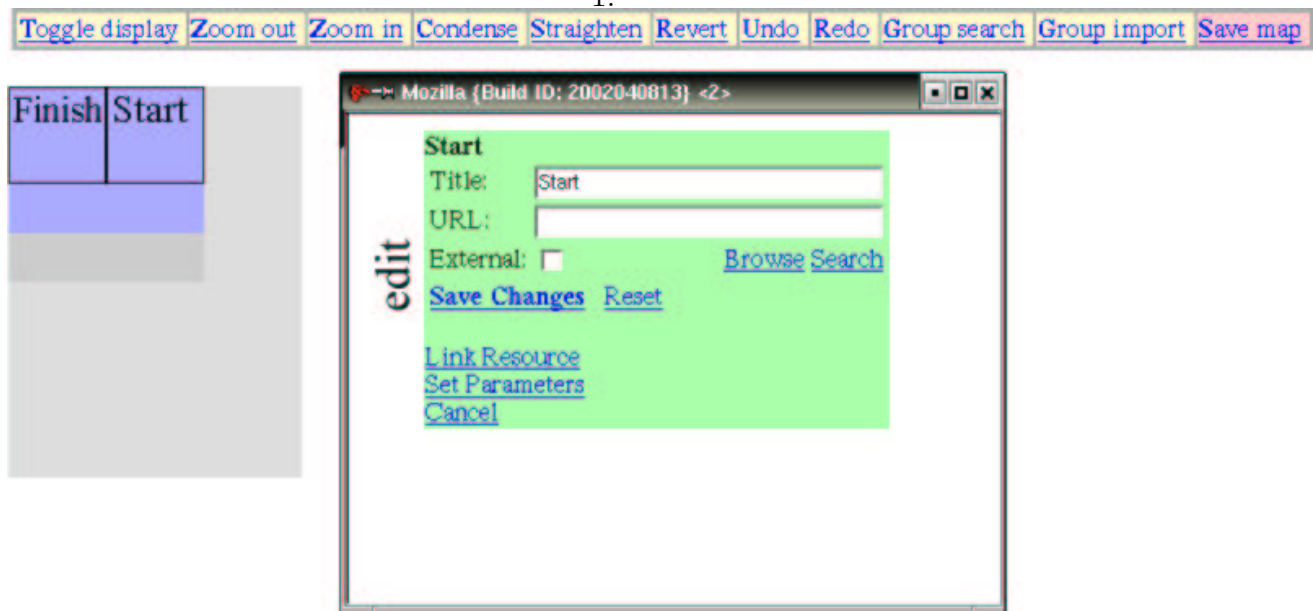 1.
Toggle display Zoom out Zoom in Condense Straighten Revert Undo Redo Group search Group import Save map
Finish Start
Mozilla {Build ID: 2002040813} <2>
edit
Start
Title: Start
URL:
External: Browse Search
Save Changes Reset
Link Resource
Set Parameters
Cancel